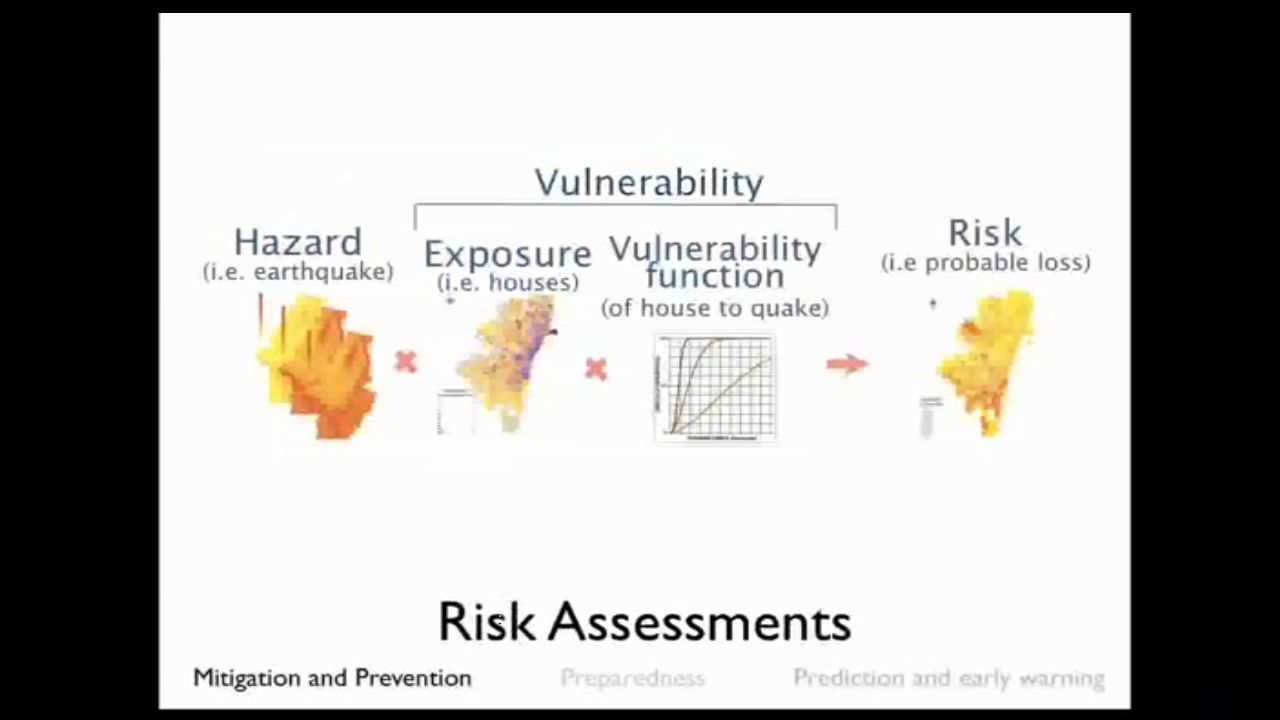 Vulnerability
Hazard
(i.e. earthquake)
Exposure
(i.e. houses)
Vulnerability
function
(of house to quake)
Risk
(i.e probable loss)
Risk Assessments
Mitigation and Prevention
Preparedness
Prediction and early warning